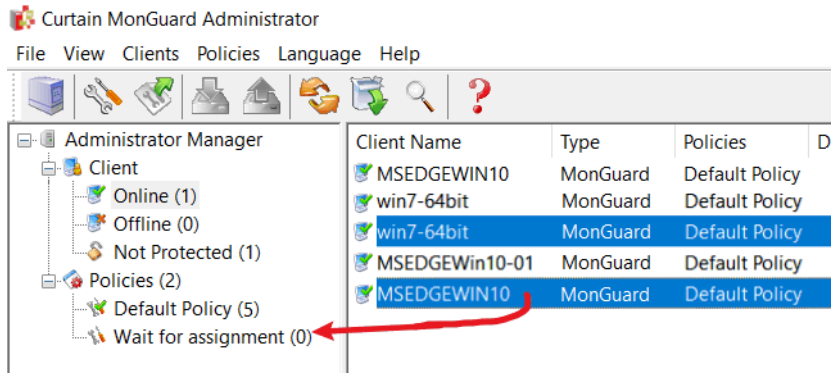 Curtain MonGuard Administrator
File View Clients Policies Language Help
Administrator Manager
Client
Online (1)
Offline (0)
Not Protected (1)
Policies (2)
Default Policy (5)
Wait for assignment (0)
Client Name Type Policies D
MSEDGEWIN10 MonGuard Default Policy
win7-64bit MonGuard Default Policy
win7-64bit MonGuard Default Policy
MSEDGEWin10-01 MonGuard Default Policy
MSEDGEWIN10 MonGuard Default Policy